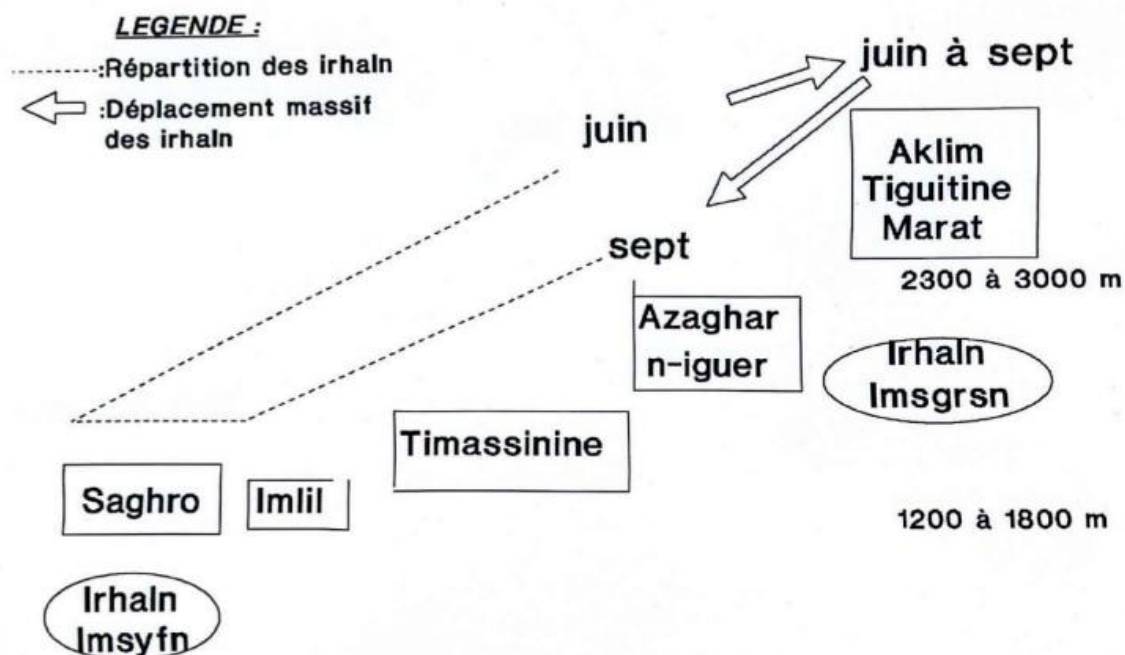 LEGENDE :
:Répartition des irhaln
:Déplacement massif
des irhaln
juin à sept
juin
Aklim
Tiguitine
Marat
sept
2300 à 3000 m
Azaghar
n-iguer
Irhaln
Imsgrsn
Timassinine
Saghro
Imlil
1200 à 1800 m
Irhaln
Imsyfn